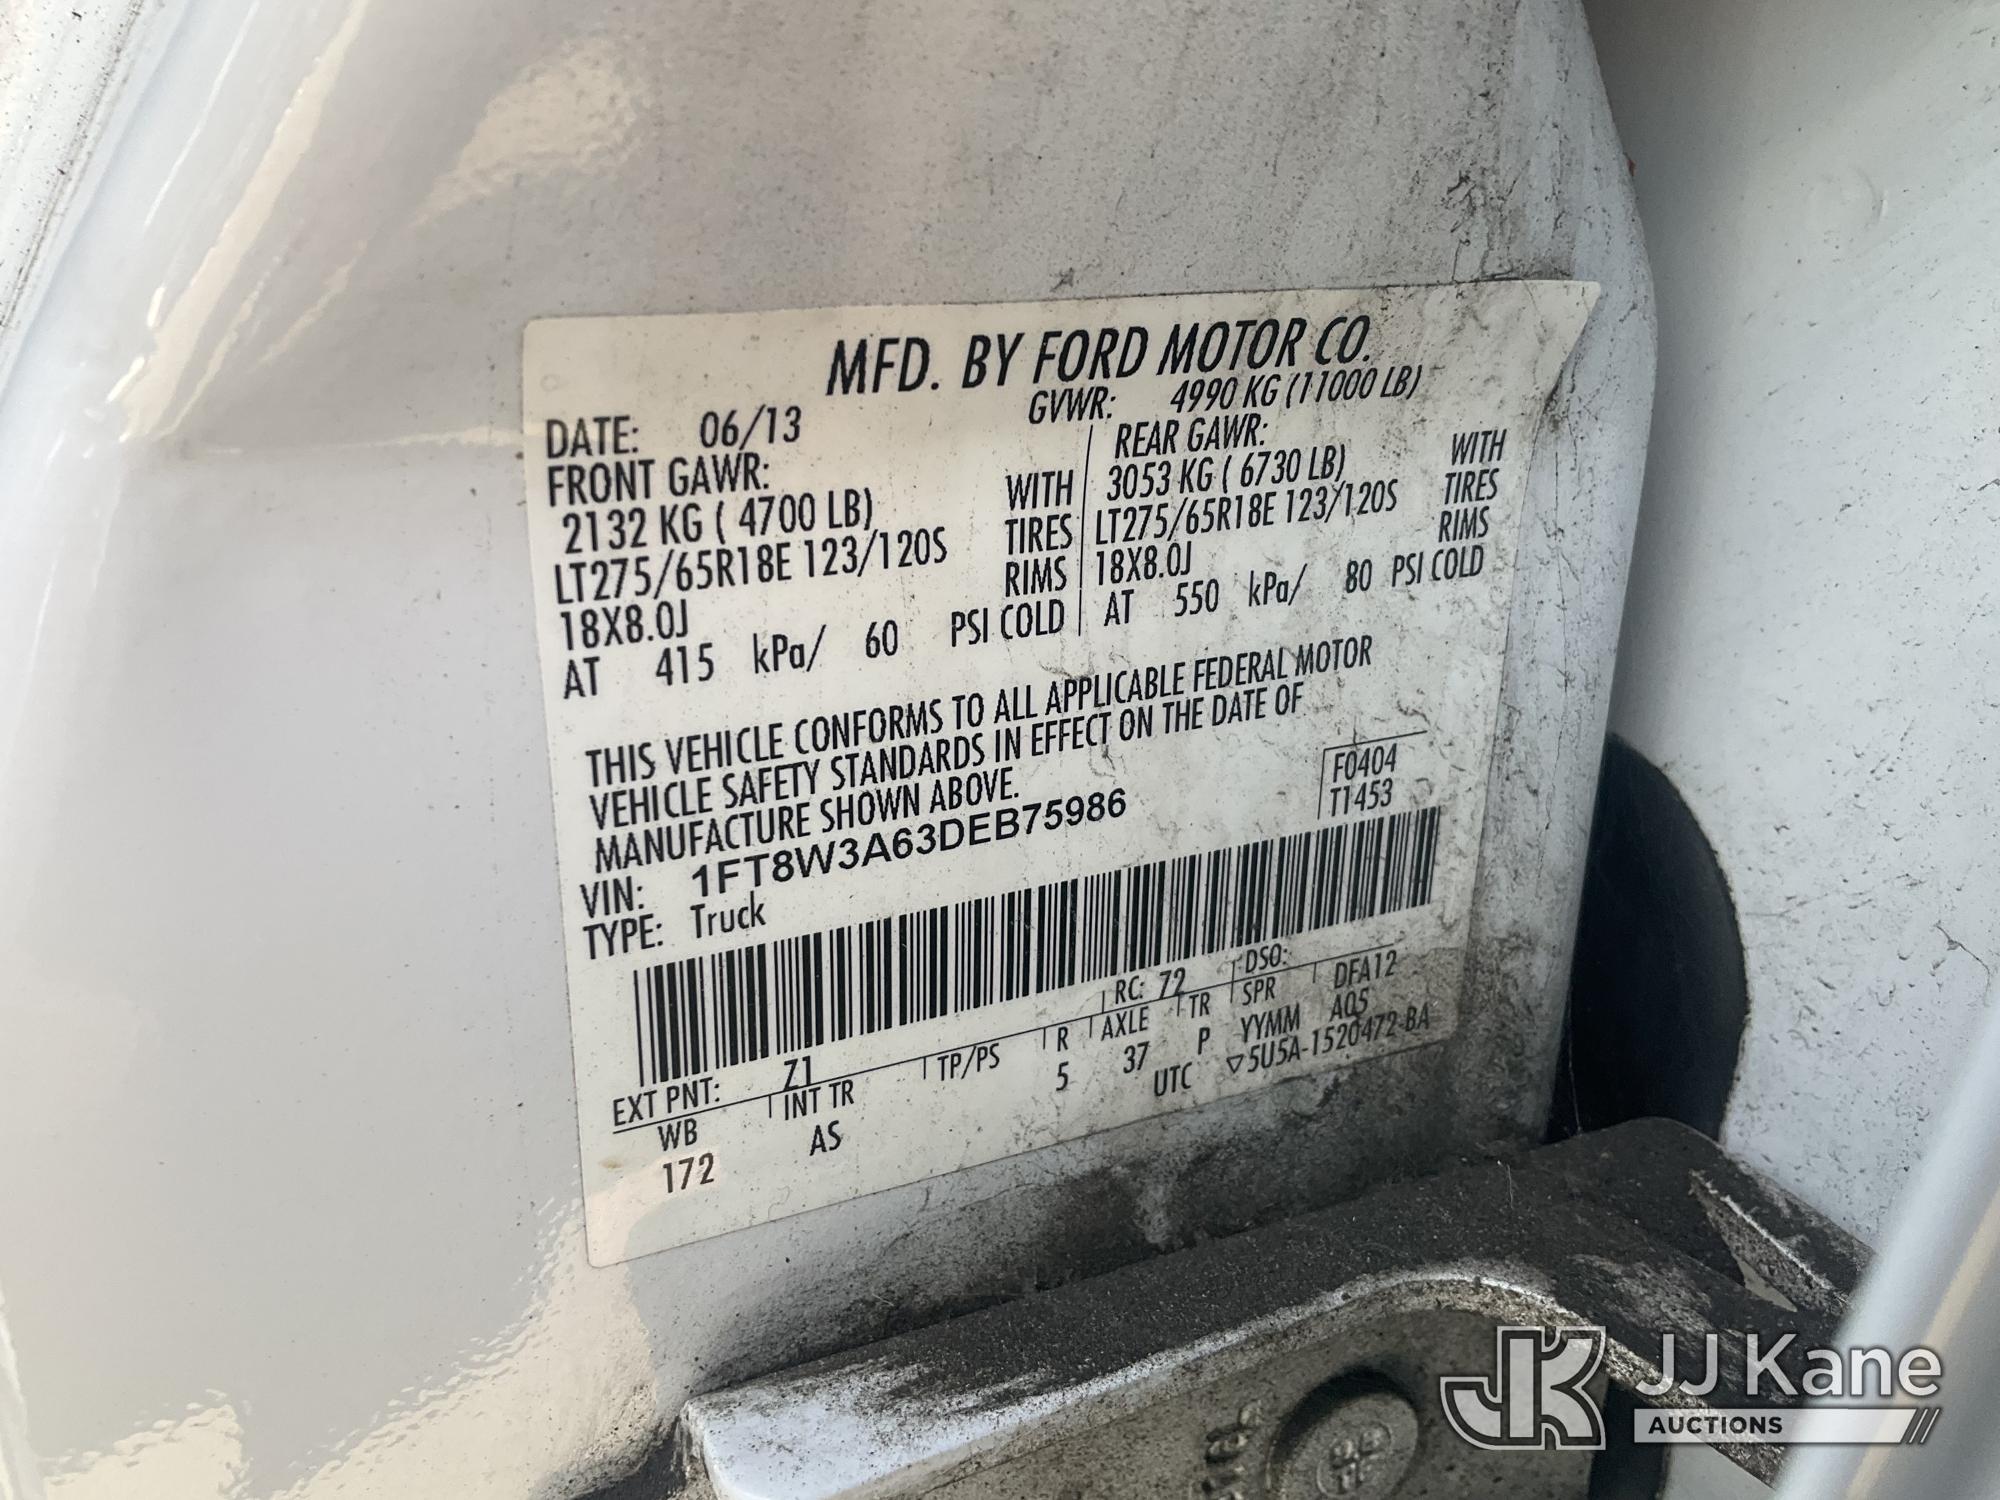 MFD. BY FORD MOTOR CO.
DATE: 06/13 GVWR: 4990 KG (11000 LB)
FRONT GAWR: REAR GAWR:
2132 KG ( 4700 LB) WITH 3053 KG ( 6730 LB) WITH
LT275/65R18E 123/120S TIRES LT275/65R18E 123/120S TIRES
18X8.0J RIMS 18X8.0J RIMS
AT 415 kPa/ 60 PSI COLD AT 550 kPa/ 80 PSI COLD
THIS VEHICLE CONFORMS TO ALL APPLICABLE FEDERAL MOTOR
VEHICLE SAFETY STANDARDS IN EFFECT ON THE DATE OF
MANUFACTURE SHOWN ABOVE.
F0404
T1453
VIN: 1FT8W3A63DEB75986
TYPE: Truck
EXT PNT: Z1 RC: 72 DSO:
WB INT TR TP/PS R AXLE TR SPR DFA12
172 AS 5 37 P YYMM AQ5
UTC ▽5U5A-1520472-BA
JK JJ Kane
AUCTIONS